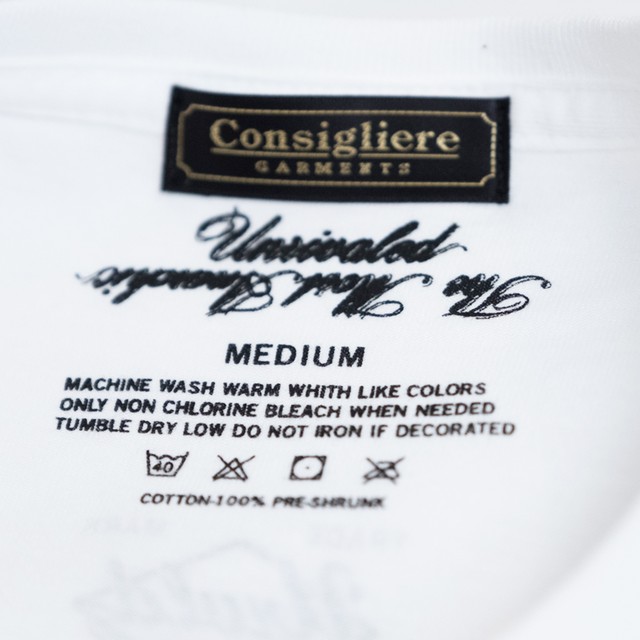 Consigliere
GARMENTS
Unrivaled
The Most
MEDIUM
MACHINE WASH WARM WHITH LIKE COLORS
ONLY NON CHLORINE BLEACH WHEN NEEDED
TUMBLE DRY LOW DO NOT IRON IF DECORATED
40
COTTON-100% PRE-SHRUNK